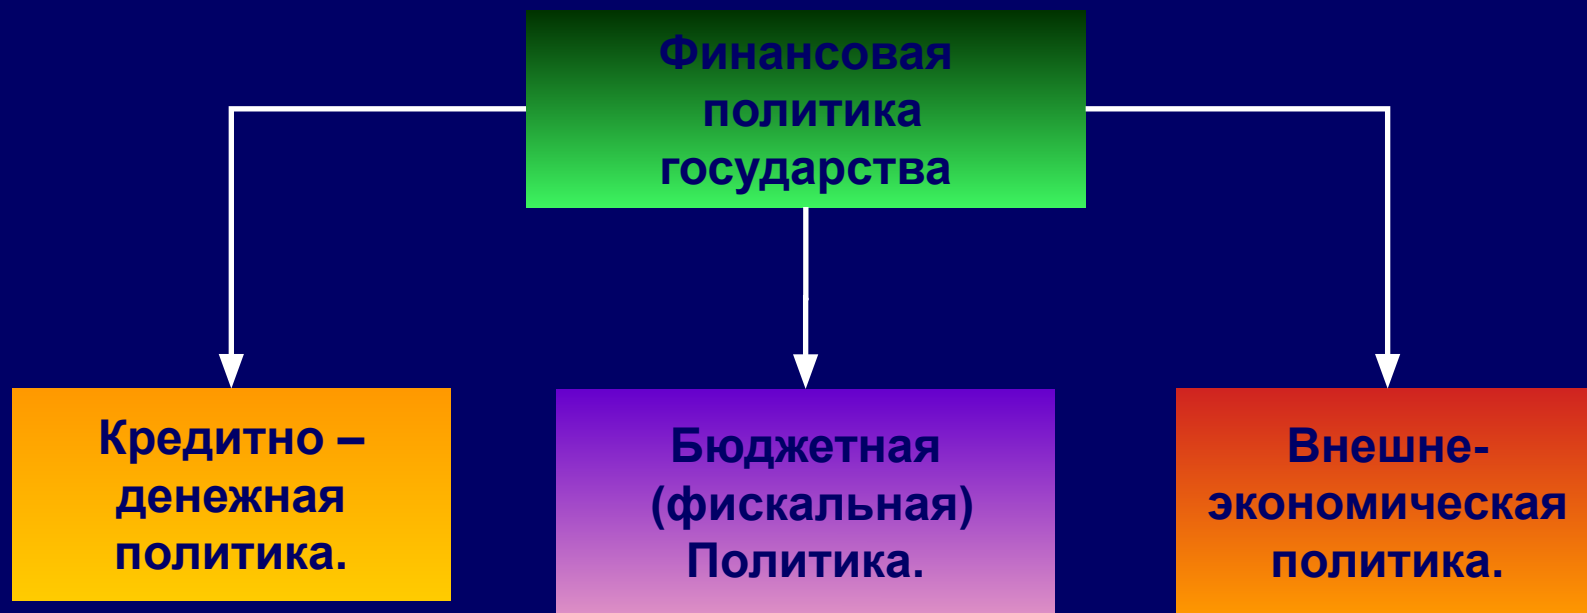 Финансовая
политика
государства
Кредитно –
денежная
политика.
Бюджетная
(фискальная)
Политика.
Внешне-
экономическая
политика.